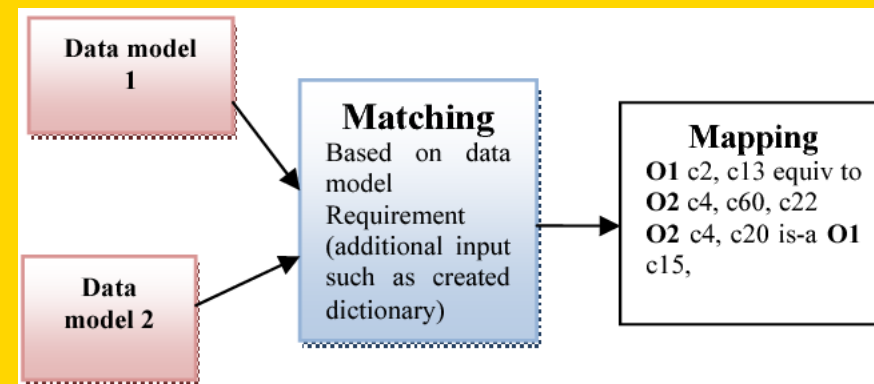 Data model
1
Data
model 2
Matching
Based on data
model
Requirement
(additional input
such as created
dictionary)
Mapping
O1 c2, c13 equiv to
O2 c4, c60, c22
O2 c4, c20 is-a O1
c15,